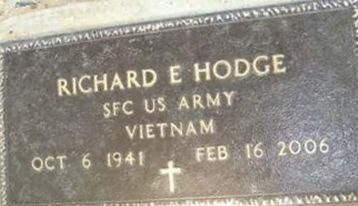 RICHARD E HODGE
SFC US ARMY
VIETNAM
OCT 6 1941 FEB 16 2006